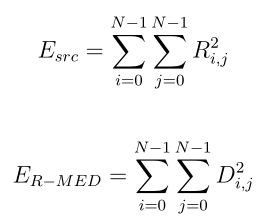 $E_{src} = \sum_{i=0}^{N-1} \sum_{j=0}^{N-1} R_{i,j}^{2}$
$E_{R-MED} = \sum_{i=0}^{N-1} \sum_{j=0}^{N-1} D_{i,j}^{2}$